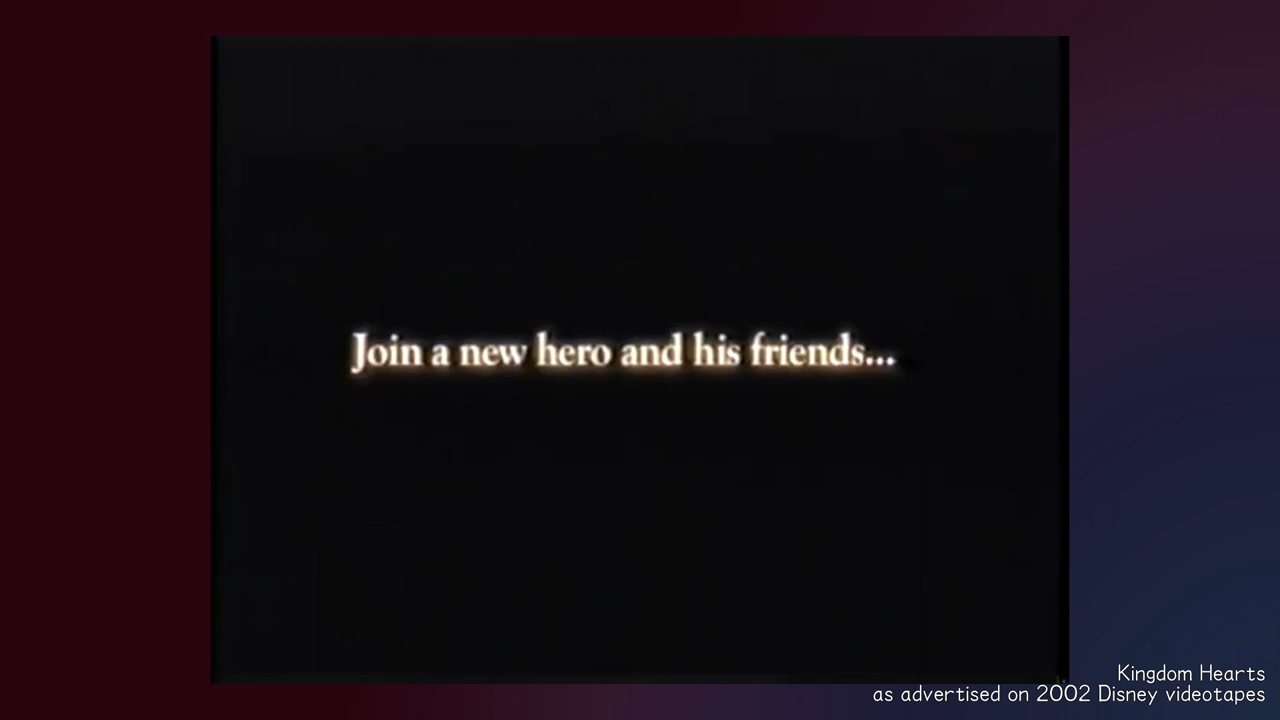 Join a new hero and his friends...
Kingdom Hearts
as advertised on 2002 Disney videotapes